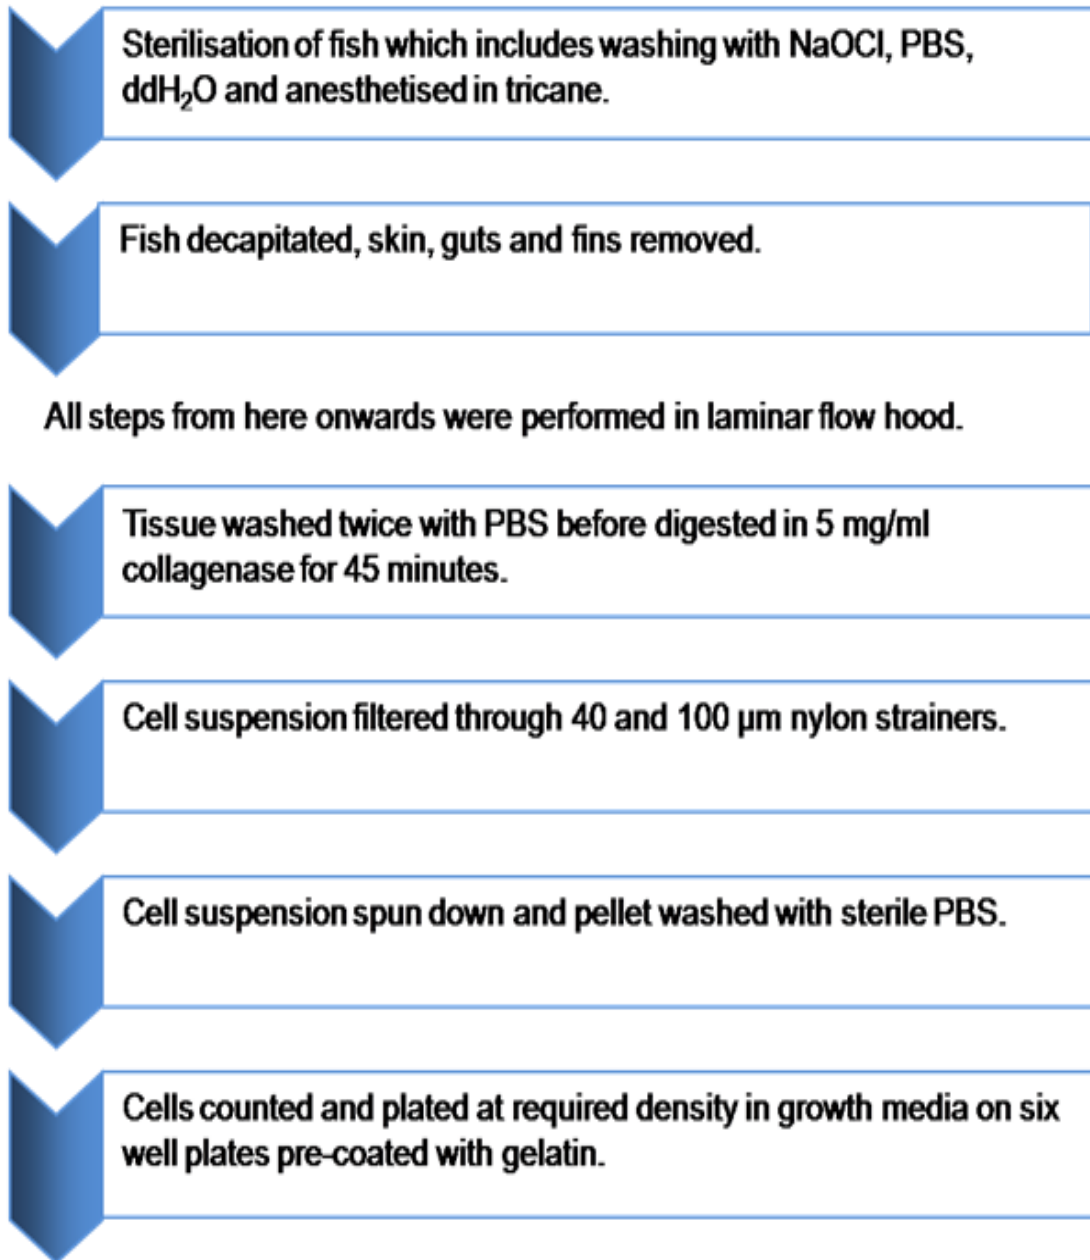 Sterilisation of fish which includes washing with NaOCl, PBS,
ddH₂O and anesthetised in tricane.
Fish decapitated, skin, guts and fins removed.
All steps from here onwards were performed in laminar flow hood.
Tissue washed twice with PBS before digested in 5 mg/ml
collagenase for 45 minutes.
Cell suspension filtered through 40 and 100 µm nylon strainers.
Cell suspension spun down and pellet washed with sterile PBS.
Cells counted and plated at required density in growth media on six
well plates pre-coated with gelatin.